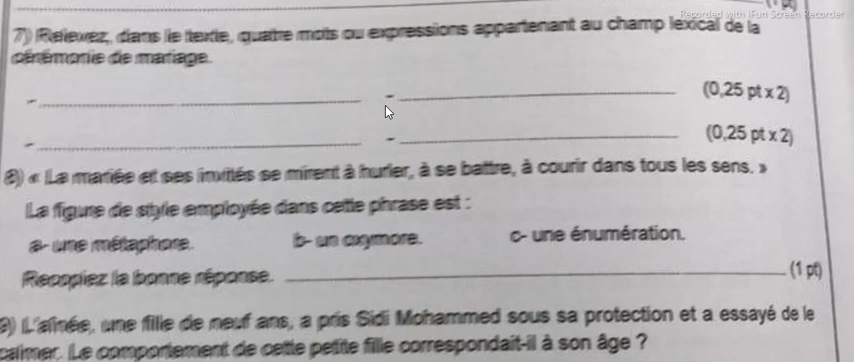 (1 pt)
Recorded with iFun Screen Recorder
7) Relevez, dans le texte, quatre mots ou expressions appartenant au champ lexical de la
cérémonie de mariage.
- - (0,25 pt x 2)
- - (0,25 pt x 2)
8) « La mariée et ses invités se mirent à hurler, à se battre, à courir dans tous les sens. »
La figure de style employée dans cette phrase est :
a- une métaphore. b- un oxymore. c- une énumération.
Recopiez la bonne réponse. (1 pt)
9) L'aînée, une fille de neuf ans, a pris Sidi Mohammed sous sa protection et a essayé de le
calmer. Le comportement de cette petite fille correspondait-il à son âge ?